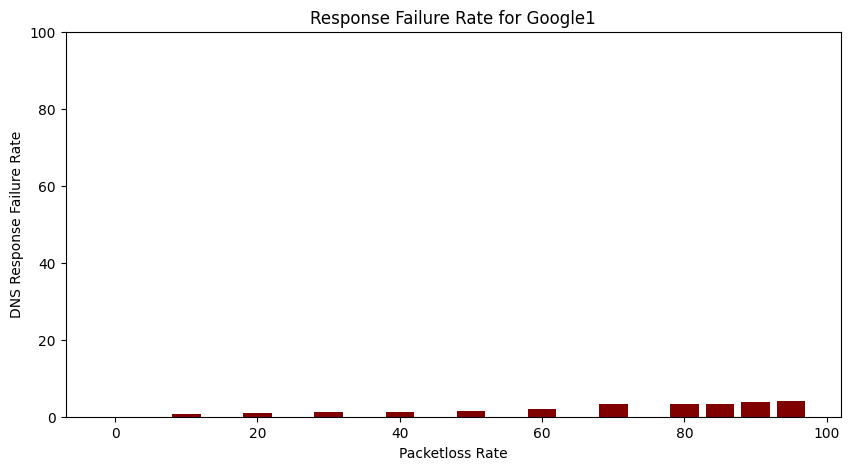 Response Failure Rate for Google1
100
80
60
40
20
0
DNS Response Failure Rate
0 20 40 60 80 100
Packetloss Rate